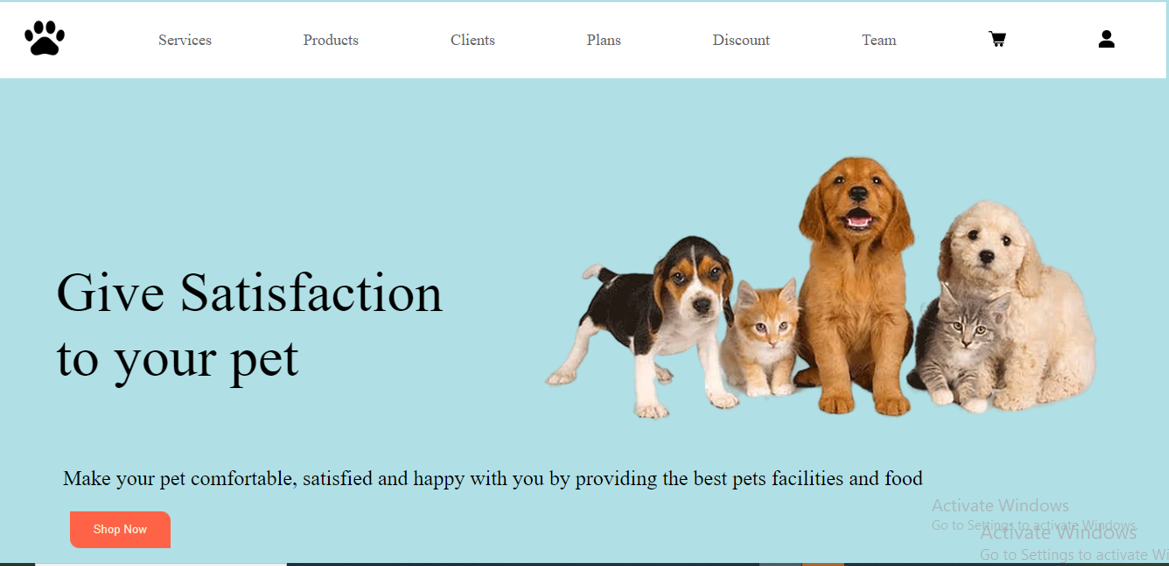 Services Products Clients Plans Discount Team
Give Satisfaction
to your pet
Make your pet comfortable, satisfied and happy with you by providing the best pets facilities and food
Shop Now
Activate Windows
Go to Settings to activate Windows.
Activate Windows
Go to Settings to activate Wi